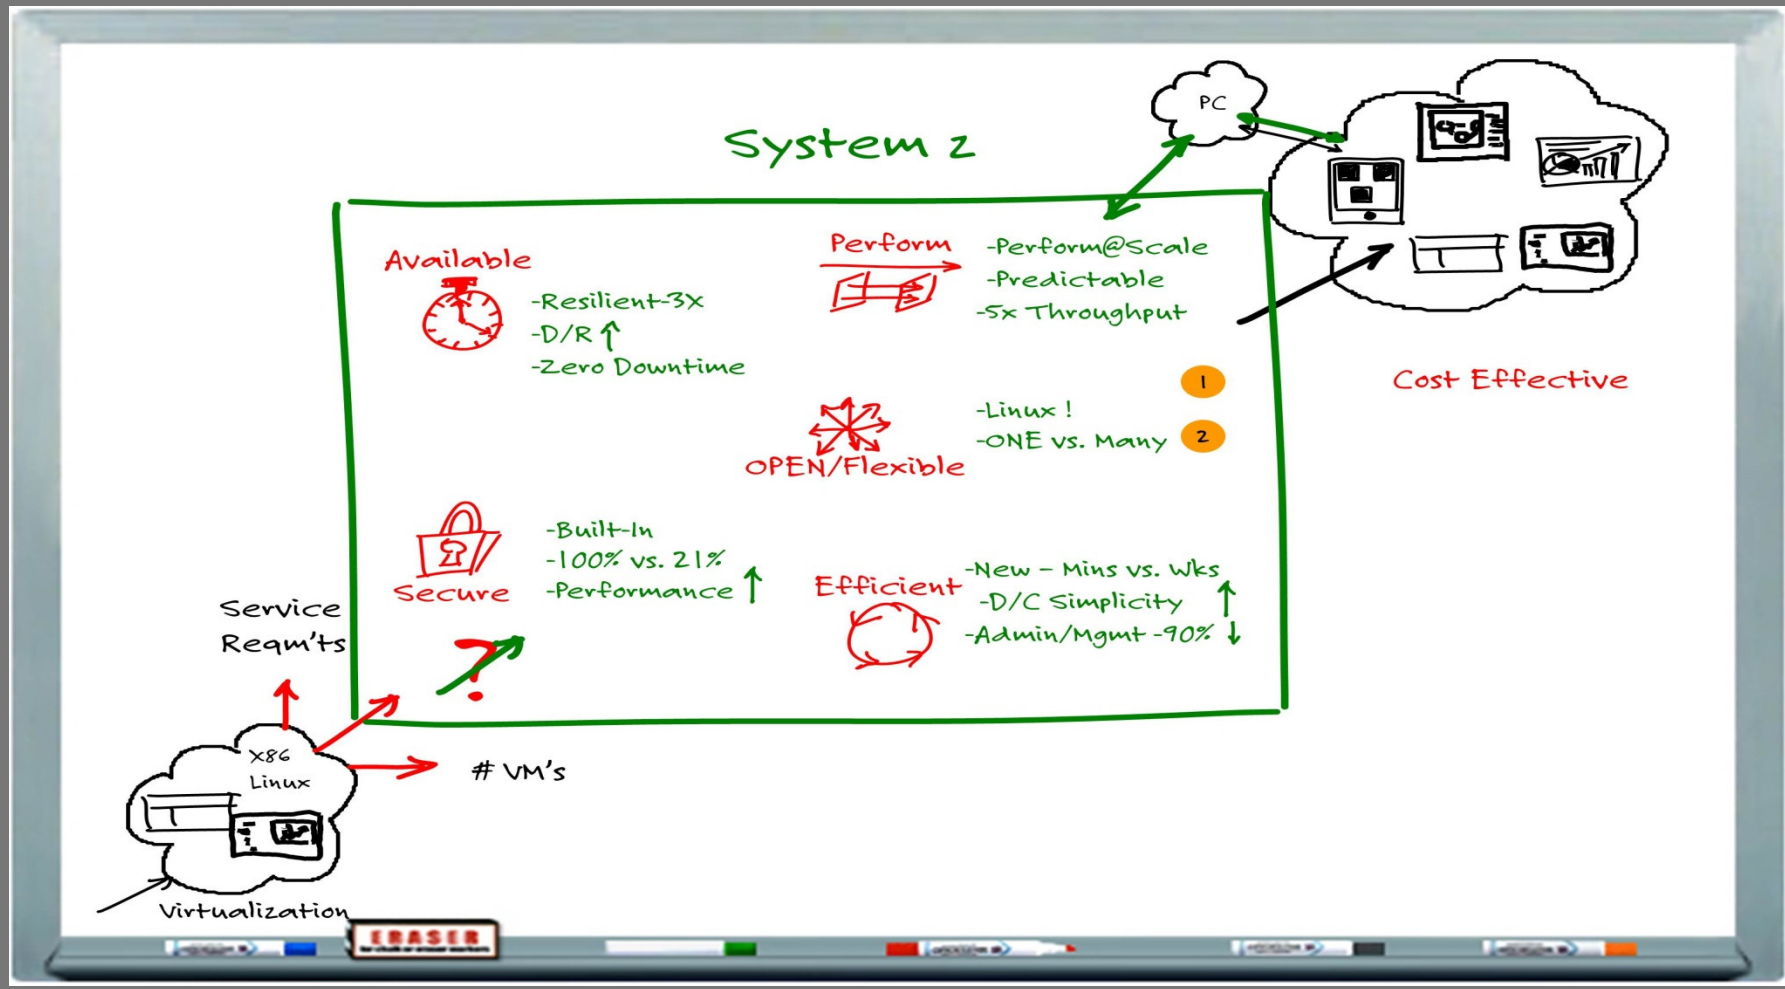 System z
PC
Available
-Resilient-3x
-D/R
-Zero Downtime
Perform
-Perform@Scale
-Predictable
-5x Throughput
Cost Effective
1
-Linux !
-ONE vs. Many
2
OPEN/Flexible
-Built-In
-100% vs. 21%
-Performance
Secure
Efficient
-New - Mins vs. Wks
-D/C Simplicity
-Admin/Mgmt -90%
Service
Reqm'ts
?
X86
Linux
# VM's
Virtualization
ERASER